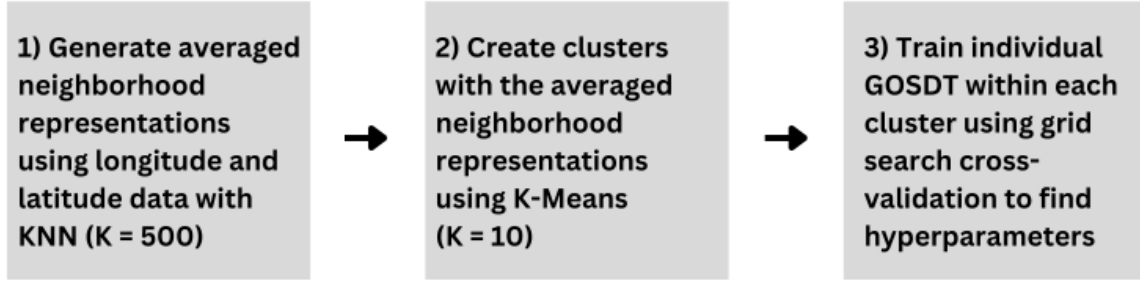 1) Generate averaged
neighborhood
representations
using longitude and
latitude data with
KNN (K = 500)
2) Create clusters
with the averaged
neighborhood
representations
using K-Means
(K = 10)
3) Train individual
GOSDT within each
cluster using grid
search cross-
validation to find
hyperparameters